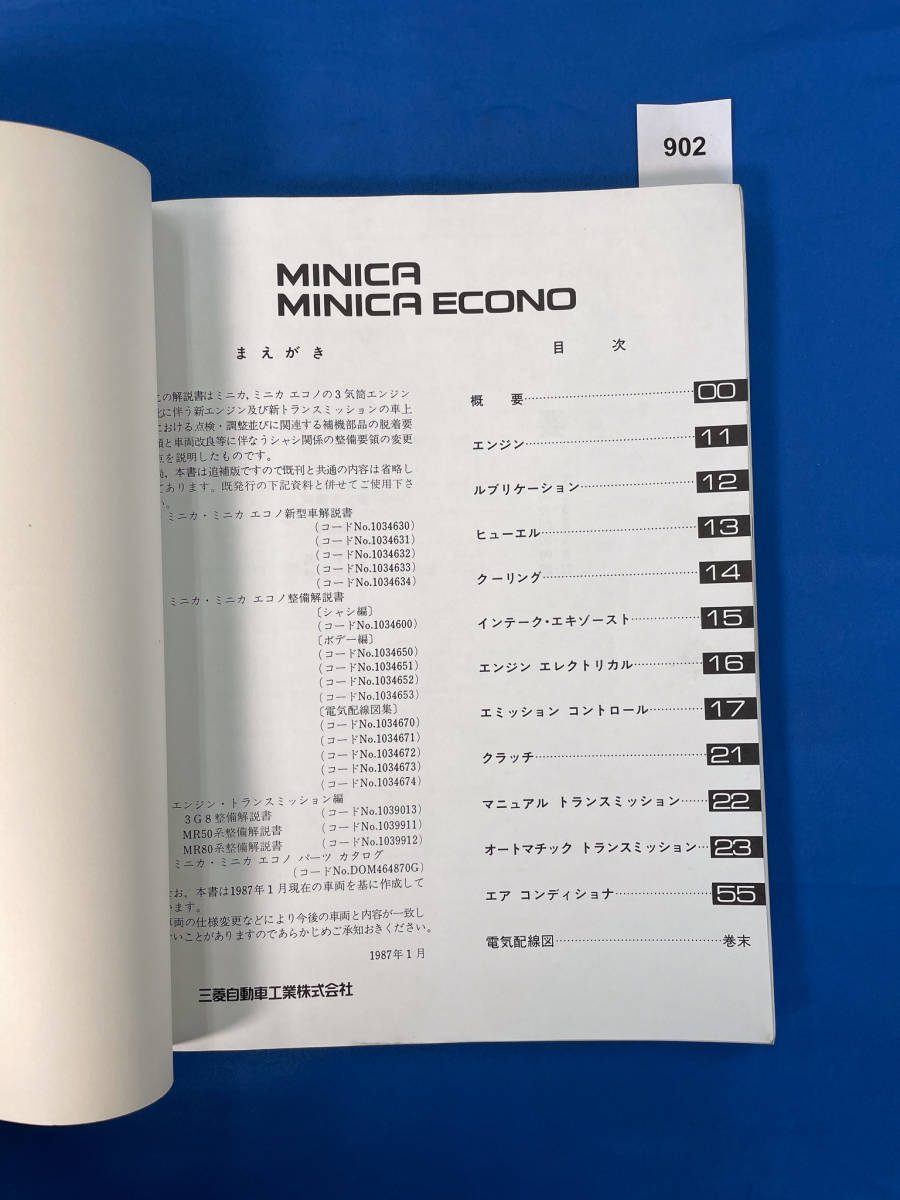 902
MINICA
MINICA ECONO
まえがき
この解説書はミニカ,ミニカ エコノの3気筒エンジン
化に伴う新エンジン及び新トランスミッションの車上
における点検・調整並びに関連する補機部品の脱着要
領と車両改良等に伴なうシャシ関係の整備要領の変更
点を説明したものです。
、本書は追補版ですので既刊と共通の内容は省略し
てあります。既発行の下記資料と併せてご使用下さ
い。
ミニカ・ミニカ エコノ新型車解説書
(コードNo.1034630)
(コードNo.1034631)
(コードNo.1034632)
(コードNo.1034633)
(コードNo.1034634)
ミニカ・ミニカ エコノ整備解説書
〔シャシ編〕
(コードNo.1034600)
〔ボデー編〕
(コードNo.1034650)
(コードNo.1034651)
(コードNo.1034652)
(コードNo.1034653)
〔電気配線図集〕
(コードNo.1034670)
(コードNo.1034671)
(コードNo.1034672)
(コードNo.1034673)
(コードNo.1034674)
エンジン・トランスミッション編
3G8整備解説書 (コードNo.1039013)
MR50系整備解説書 (コードNo.1039911)
MR80系整備解説書 (コードNo.1039912)
ミニカ・ミニカ エコノ パーツ カタログ
(コードNo.DOM464870G)
なお、本書は1987年1月現在の車両を基に作成して
います。
車両の仕様変更などにより今後の車両と内容が一致し
ないことがありますのであらかじめご承知おきください。
1987年1月
三菱自動車工業株式会社
目次
概要……00
エンジン……11
ルブリケーション……12
ヒューエル……13
クーリング……14
インテーク・エキゾースト……15
エンジン エレクトリカル……16
エミッション コントロール……17
クラッチ……21
マニュアル トランスミッション……22
オートマチック トランスミッション……23
エア コンディショナ……55
電気配線図……巻末